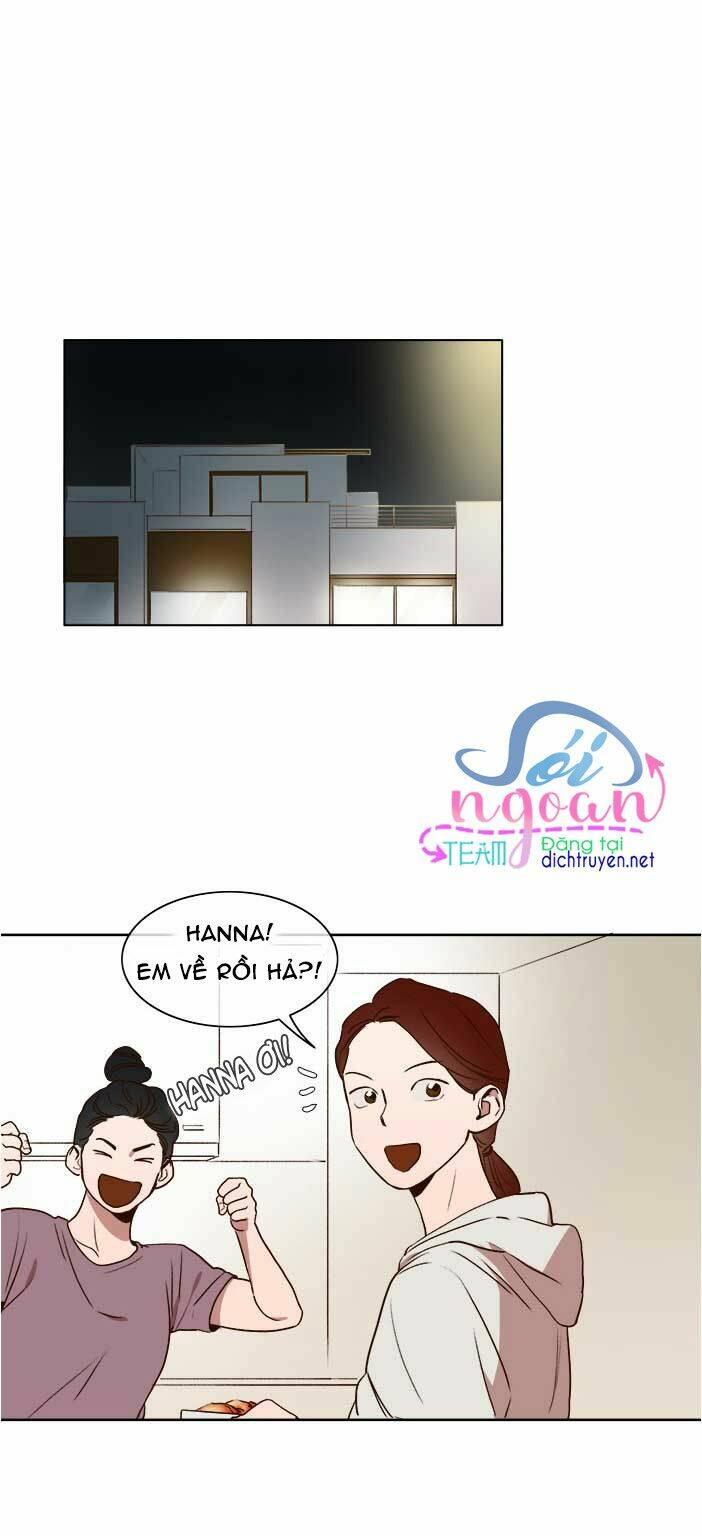 Sói
ngoan
TEAM
Đăng tại
dichtruyen.net
HANNA!
EM VỀ RỒI HẢ?!
HANNA ƠI!